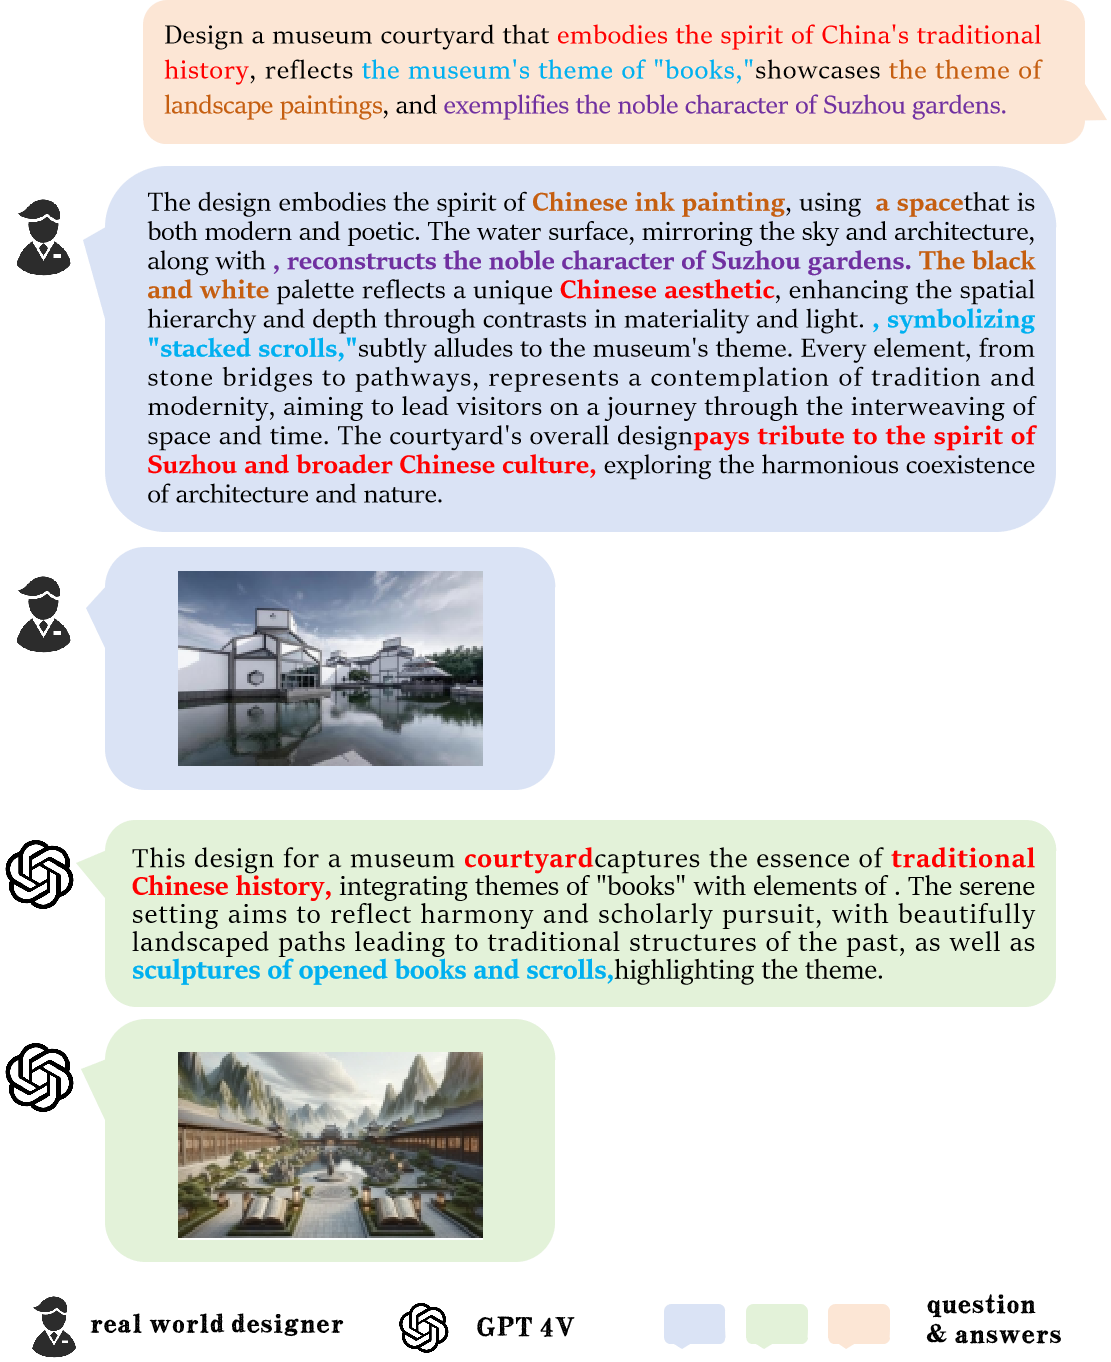 Design a museum courtyard that embodies the spirit of China's traditional
history, reflects the museum's theme of "books,"showcases the theme of
landscape paintings, and exemplifies the noble character of Suzhou gardens.
The design embodies the spirit of Chinese ink painting, using a spacethat is
both modern and poetic. The water surface, mirroring the sky and architecture,
along with , reconstructs the noble character of Suzhou gardens. The black
and white palette reflects a unique Chinese aesthetic, enhancing the spatial
hierarchy and depth through contrasts in materiality and light. , symbolizing
"stacked scrolls,"subtly alludes to the museum's theme. Every element, from
stone bridges to pathways, represents a contemplation of tradition and
modernity, aiming to lead visitors on a journey through the interweaving of
space and time. The courtyard's overall designpays tribute to the spirit of
Suzhou and broader Chinese culture, exploring the harmonious coexistence
of architecture and nature.
This design for a museum courtyardcaptures the essence of traditional
Chinese history, integrating themes of "books" with elements of . The serene
setting aims to reflect harmony and scholarly pursuit, with beautifully
landscaped paths leading to traditional structures of the past, as well as
sculptures of opened books and scrolls,highlighting the theme.
real world designer
GPT 4V
question
& answers